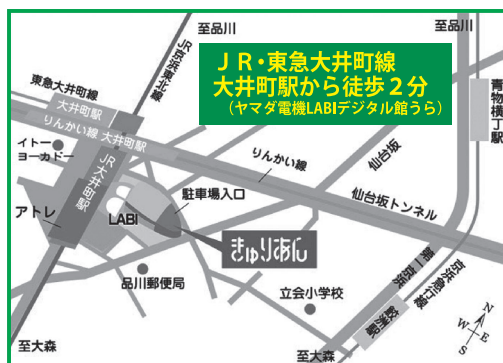 至品川
至品川
JR京浜東北線
JR・東急大井町線
大井町駅から徒歩2分
(ヤマダ電機LABIデジタル館うら)
東急大井町線
大井町駅
りんかい線 大井町駅
青物横丁駅
イトー
ヨーカドー
JR大井町駅
りんかい線
仙台坂
仙台坂トンネル
駐車場入口
アトレ
LABI
きゅりあん
品川郵便局
立会小学校
第一京浜
京浜急行線
鮫洲駅
至大森
至大森
N
W
E
S